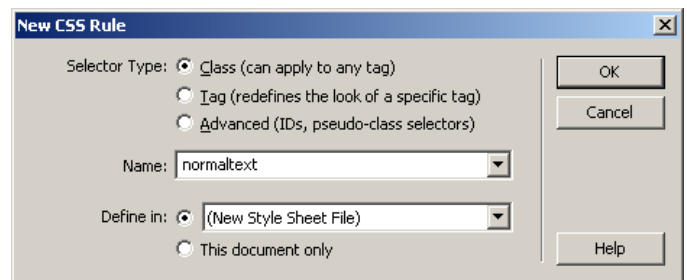 New CSS Rule
Selector Type: Class (can apply to any tag)
Tag (redefines the look of a specific tag)
Advanced (IDs, pseudo-class selectors)
Name: normaltext
Define in: (New Style Sheet File)
This document only
OK
Cancel
Help